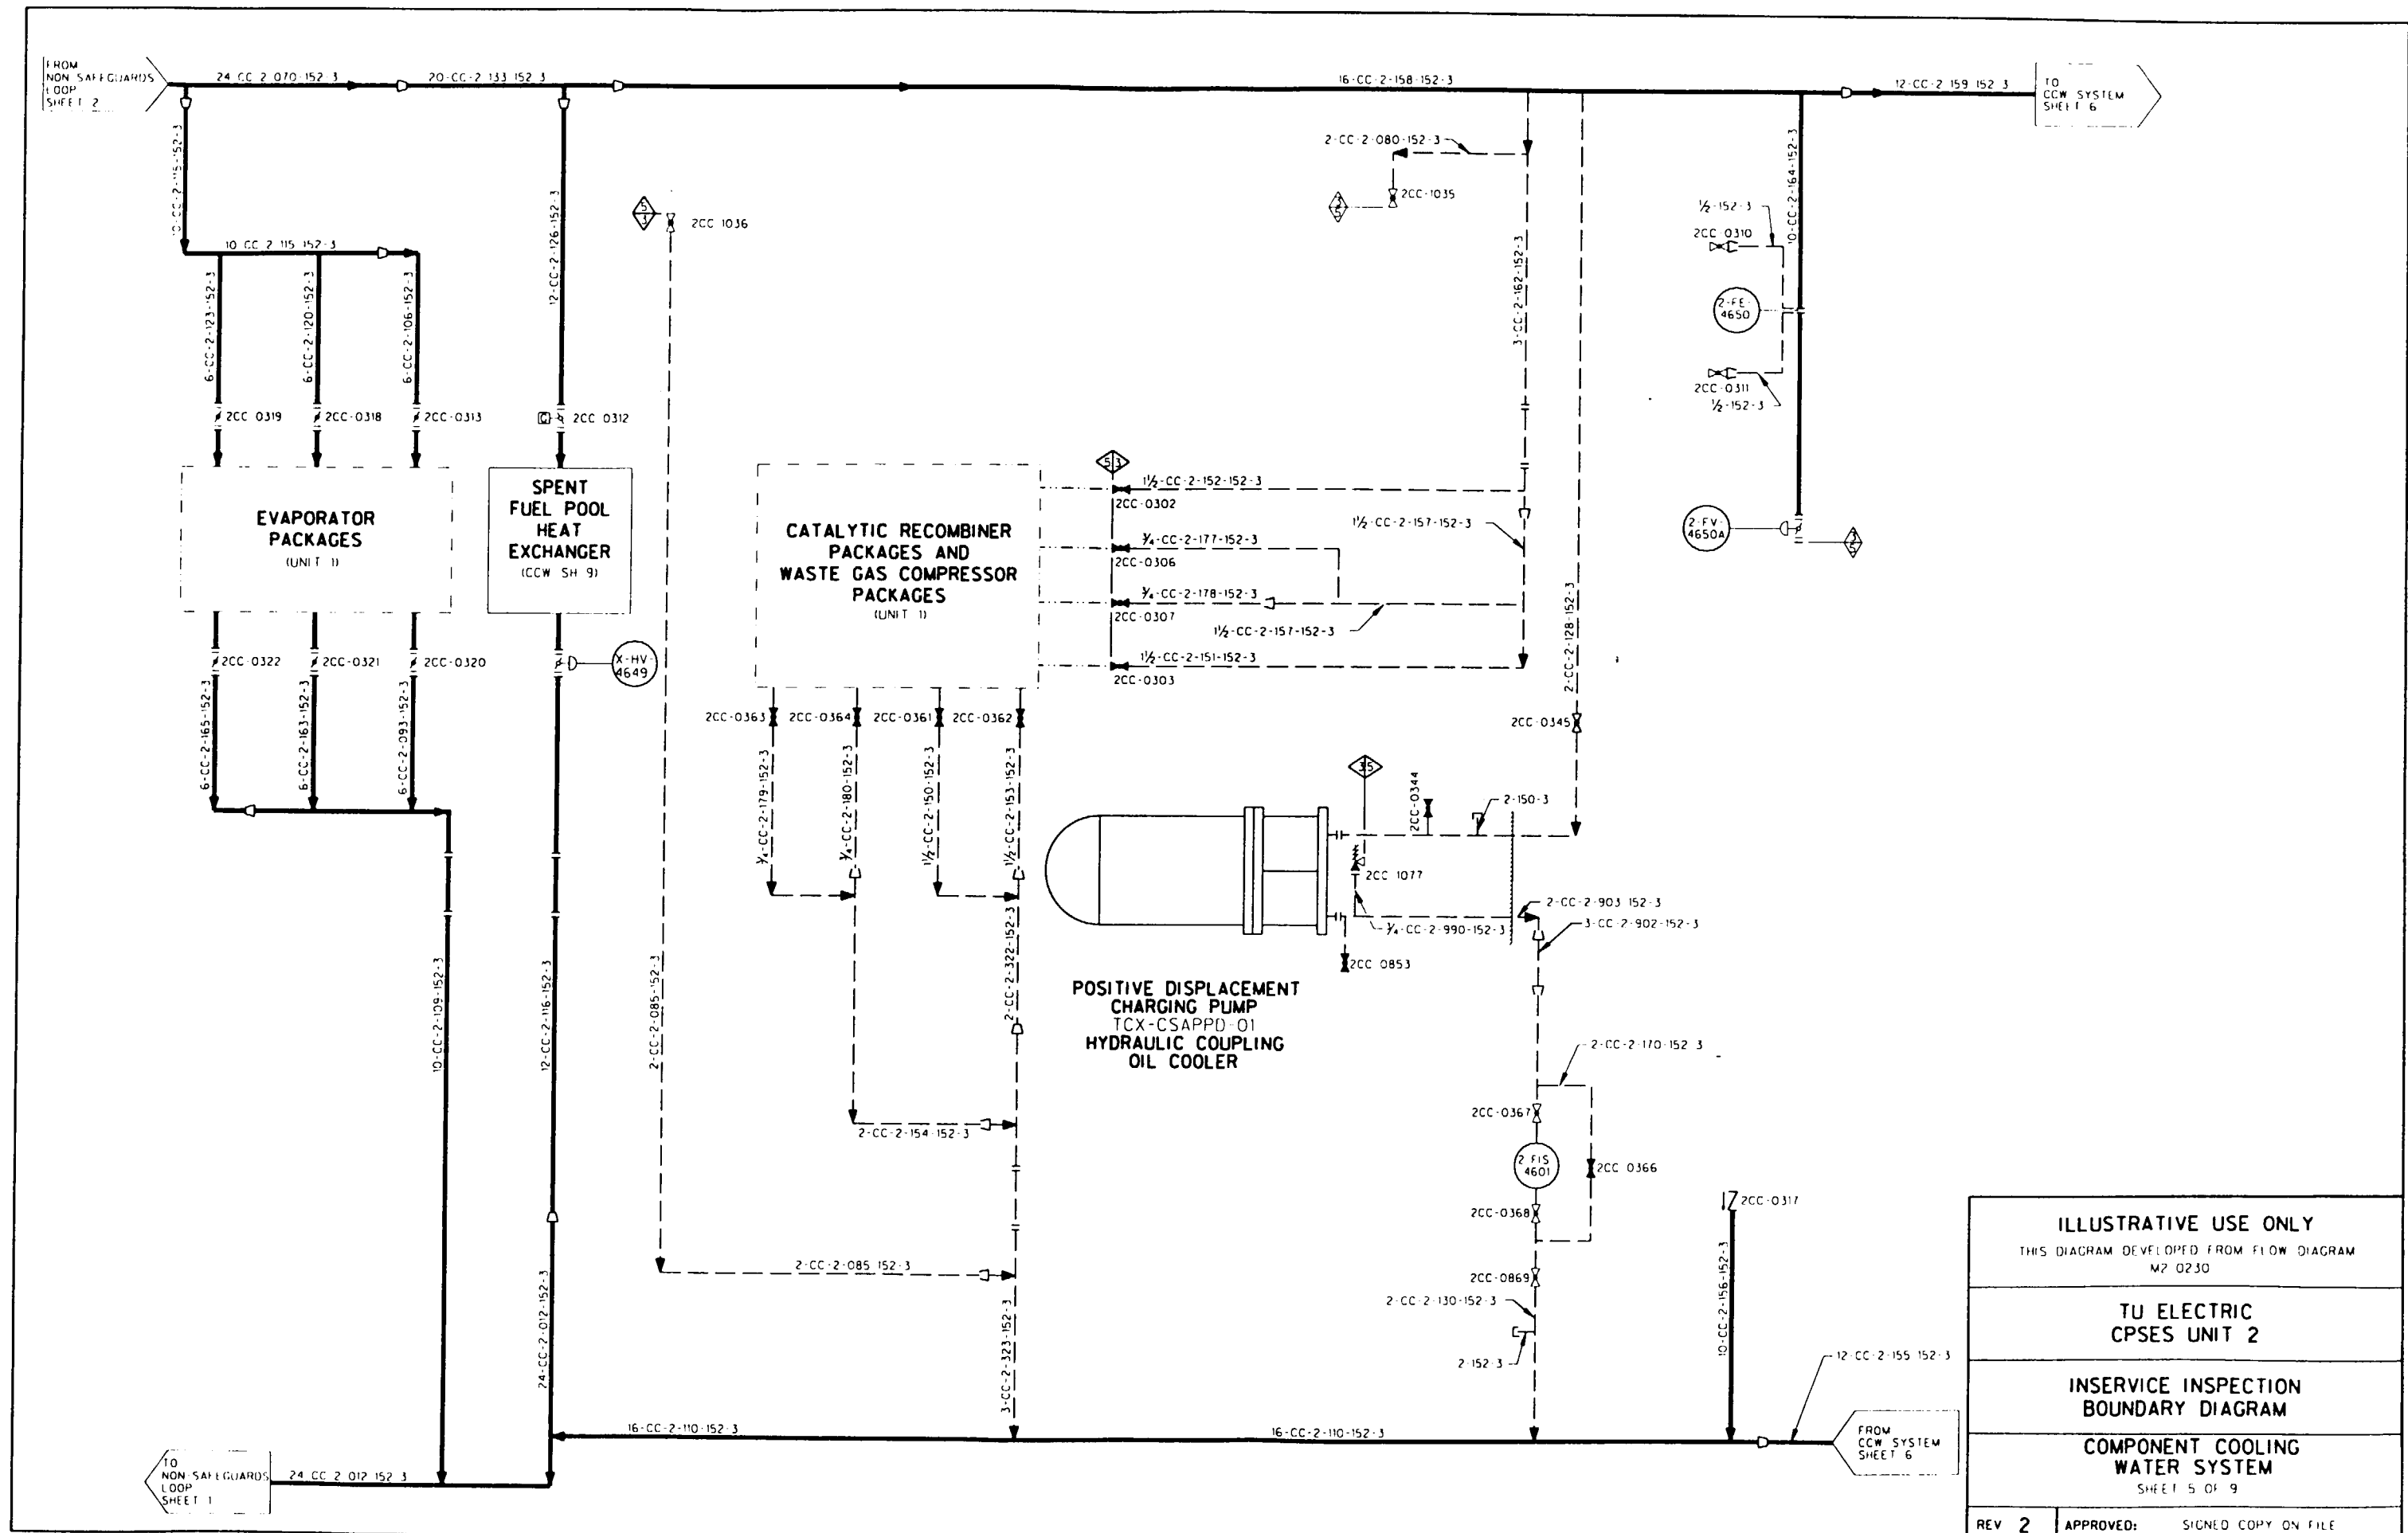 FROM
NON SAFEGUARDS
LOOP
SHEET 2
24 CC 2 070-152-3
20-CC-2 133 152 3
16-CC-2-158-152-3
12-CC-2 159 152 3
TO
CCW SYSTEM
SHEET 6
10-CC-2-115-152-3
10 CC 2 115 152-3
6-CC-2-123-152-3
6-CC-2-120-152-3
6-CC-2-106-152-3
12-CC-2-126-152-3
2CC 0319
2CC-0318
2CC-0313
C
2CC 0312
EVAPORATOR
PACKAGES
(UNIT 1)
SPENT
FUEL POOL
HEAT
EXCHANGER
(CCW SH 9)
2CC-0322
2CC-0321
2CC-0320
X-HV-
4649
6-CC-2-165-152-3
6-CC-2-163-152-3
6-CC-2-093-152-3
10-CC-2-109-152-3
12-CC-2-116-152-3
24-CC-2-012-152-3
5
3
2CC 1036
2-CC-2-085-152-3
2-CC-2-085 152-3
CATALYTIC RECOMBINER
PACKAGES AND
WASTE GAS COMPRESSOR
PACKAGES
(UNIT 1)
5 3
1½-CC-2-152-152-3
2CC-0302
¾-CC-2-177-152-3
2CC-0306
¾-CC-2-178-152-3
2CC-0307
1½-CC-2-151-152-3
2CC-0303
1½-CC-2-157-152-3
1½-CC-2-157-152-3
2-CC-2-080-152-3
2CC-1035
3
5
3-CC-2-162-152-3
2-CC-2-128-152-3
2CC-0345
10-CC-2-164-152-3
½-152-3
2CC 0310
2-FE-
4650
2CC-0311
½-152-3
2-FV-
4650A
3
5
2CC-0363
2CC-0364
2CC-0361
2CC-0362
¾-CC-2-179-152-3
¾-CC-2-180-152-3
1½-CC-2-150-152-3
1½-CC-2-153-152-3
2-CC-2-322-152-3
2-CC-2-154-152-3
3-CC-2-323-152-3
3 5
2CC-0344
2-150-3
2CC 1077
¾-CC-2-990-152-3
2CC 0853
2-CC-2-903 152-3
3-CC-2-902-152-3
POSITIVE DISPLACEMENT
CHARGING PUMP
TCX-CSAPPD-01
HYDRAULIC COUPLING
OIL COOLER
2-CC-2-170-152 3
2CC-0367
2 FIS
4601
2CC 0366
2CC-0368
2CC-0869
2-CC-2-130-152-3
2-152-3
2CC-0317
10-CC-2-156-152-3
12-CC-2-155 152-3
16-CC-2-110-152-3
16-CC-2-110-152-3
FROM
CCW SYSTEM
SHEET 6
TO
NON-SAFEGUARDS
LOOP
SHEET 1
24 CC 2 012 152 3
ILLUSTRATIVE USE ONLY
THIS DIAGRAM DEVELOPED FROM FLOW DIAGRAM
M2 0230
TU ELECTRIC
CPSES UNIT 2
INSERVICE INSPECTION
BOUNDARY DIAGRAM
COMPONENT COOLING
WATER SYSTEM
SHEET 5 OF 9
REV 2
APPROVED: SIGNED COPY ON FILE